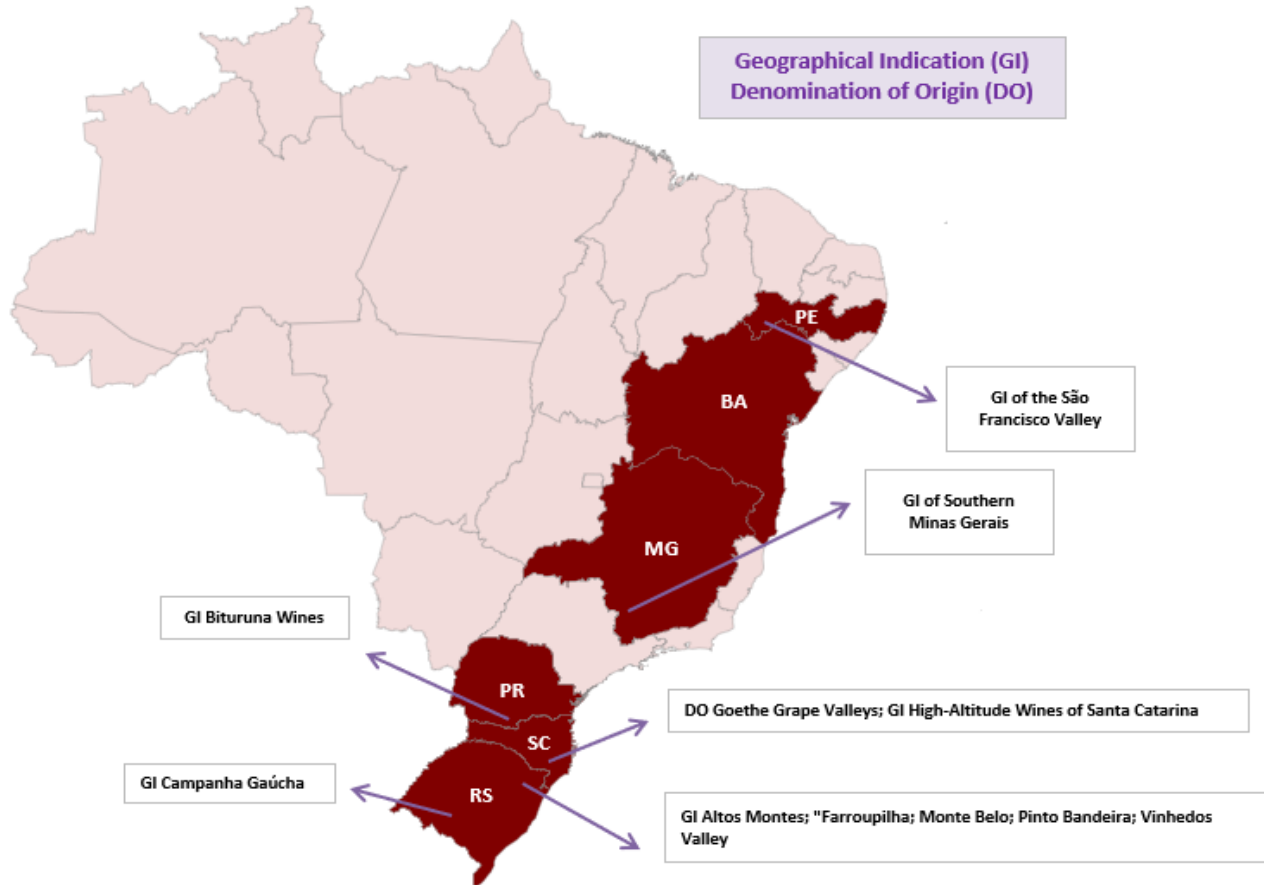 Geographical Indication (GI)
Denomination of Origin (DO)
PE
GI of the São
Francisco Valley
BA
GI of Southern
Minas Gerais
MG
GI Bituruna Wines
PR
DO Goethe Grape Valleys; GI High-Altitude Wines of Santa Catarina
SC
GI Campanha Gaúcha
RS
GI Altos Montes; "Farroupilha; Monte Belo; Pinto Bandeira; Vinhedos
Valley